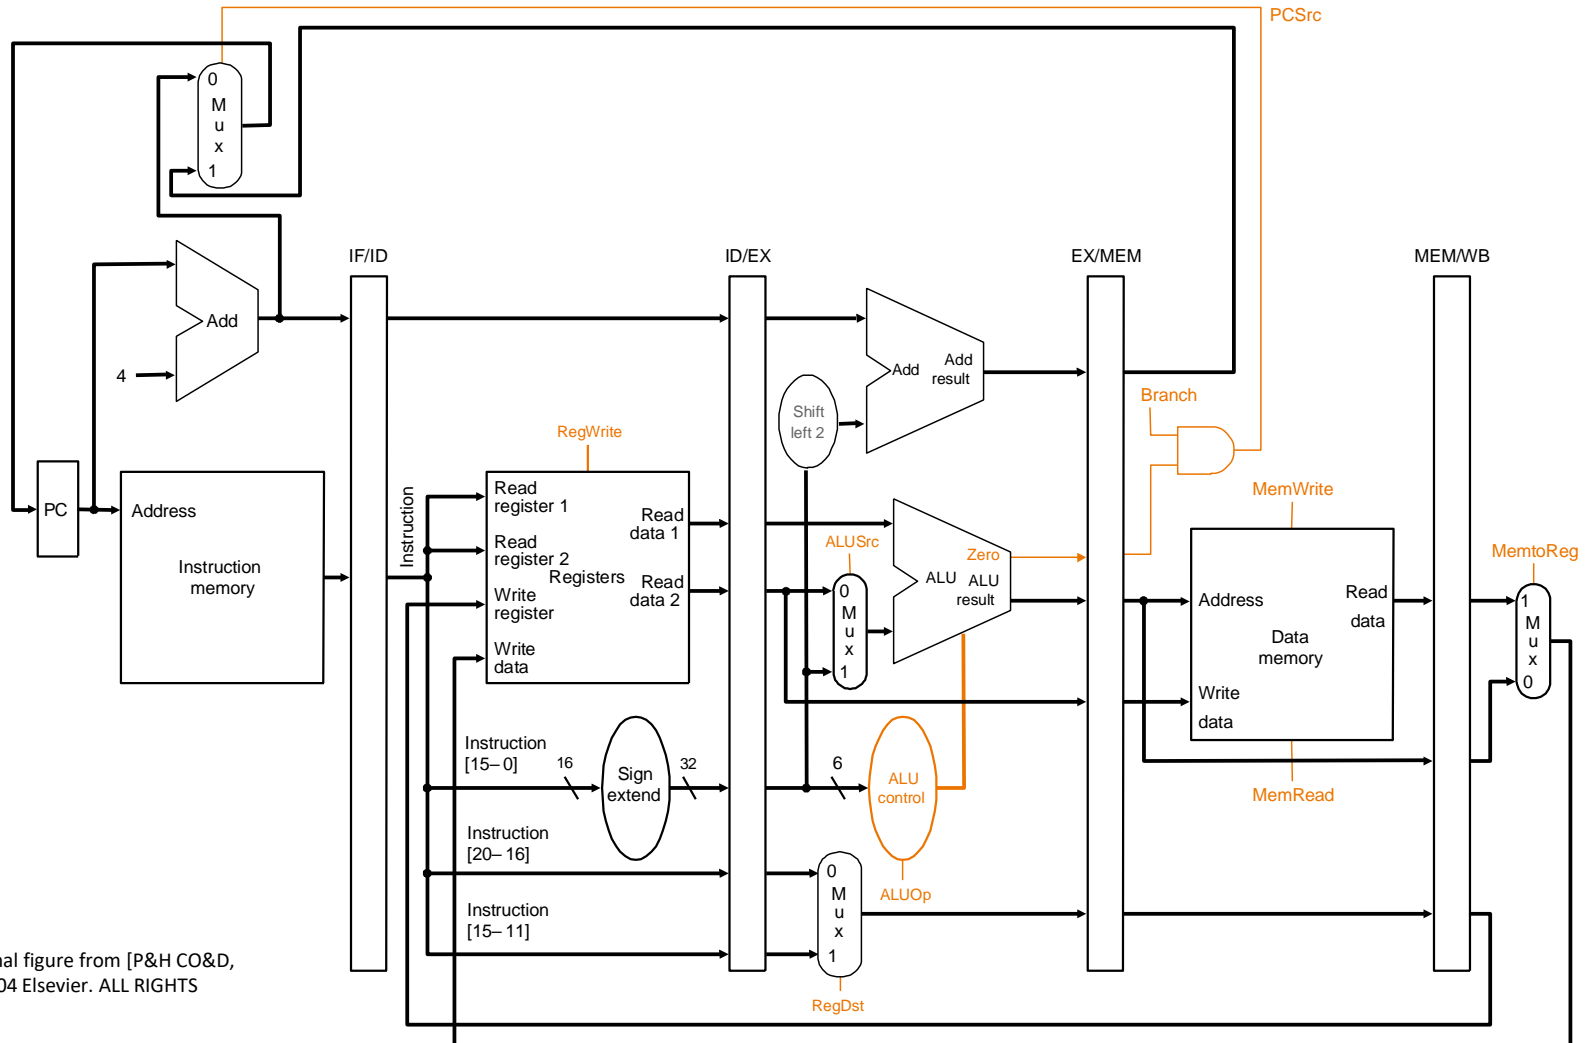 PCSrc
0
M
u
x
1
IF/ID
ID/EX
EX/MEM
MEM/WB
Add
4
Add
Add
result
Shift
left 2
Branch
RegWrite
PC
Address
Instruction
memory
Instruction
Read
register 1
Read
register 2
Write
register
Write
data
Registers
Read
data 1
Read
data 2
ALUSrc
0
M
u
x
1
Zero
ALU
ALU
result
MemWrite
Address
Read
data
Data
memory
Write
data
MemRead
MemtoReg
1
M
u
x
0
Instruction
[15– 0]
16
Sign
extend
32
6
ALU
control
ALUOp
Instruction
[20– 16]
Instruction
[15– 11]
0
M
u
x
1
RegDst
nal figure from [P&H CO&D,
04 Elsevier. ALL RIGHTS